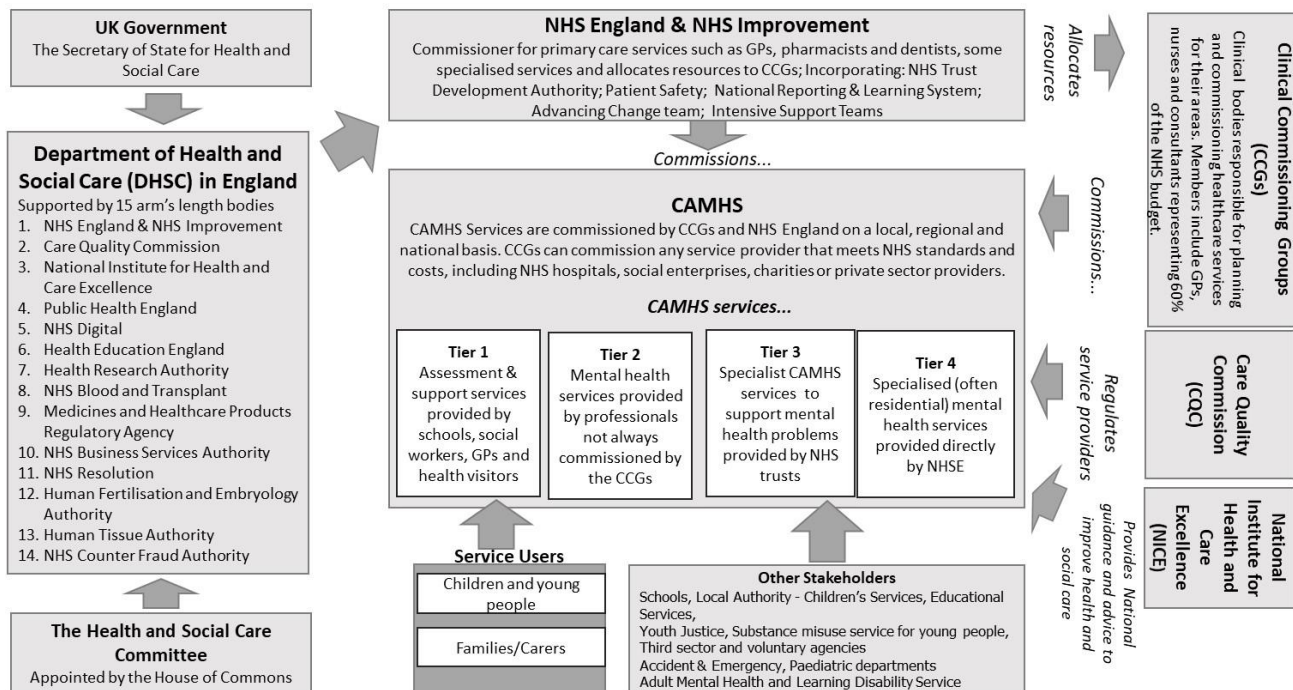 UK Government
The Secretary of State for Health and
Social Care
Department of Health and
Social Care (DHSC) in England
Supported by 15 arm's length bodies
1. NHS England & NHS Improvement
2. Care Quality Commission
3. National Institute for Health and
Care Excellence
4. Public Health England
5. NHS Digital
6. Health Education England
7. Health Research Authority
8. NHS Blood and Transplant
9. Medicines and Healthcare Products
Regulatory Agency
10. NHS Business Services Authority
11. NHS Resolution
12. Human Fertilisation and Embryology
Authority
13. Human Tissue Authority
14. NHS Counter Fraud Authority
The Health and Social Care
Committee
Appointed by the House of Commons
NHS England & NHS Improvement
Commissioner for primary care services such as GPs, pharmacists and dentists, some
specialised services and allocates resources to CCGs; Incorporating: NHS Trust
Development Authority; Patient Safety; National Reporting & Learning System;
Advancing Change team; Intensive Support Teams
Commissions...
CAMHS
CAMHS Services are commissioned by CCGs and NHS England on a local, regional and
national basis. CCGs can commission any service provider that meets NHS standards and
costs, including NHS hospitals, social enterprises, charities or private sector providers.
CAMHS services...
Tier 1
Assessment &
support services
provided by
schools, social
workers, GPs and
health visitors
Tier 2
Mental health
services provided
by professionals
not always
commissioned by
the CCGs
Tier 3
Specialist CAMHS
services to
support mental
health problems
provided by NHS
trusts
Tier 4
Specialised (often
residential) mental
health services
provided directly
by NHSE
Service Users
Children and young
people
Families/Carers
Other Stakeholders
Schools, Local Authority - Children's Services, Educational
Services,
Youth Justice, Substance misuse service for young people,
Third sector and voluntary agencies
Accident & Emergency, Paediatric departments
Adult Mental Health and Learning Disability Service
Allocates
resources
Commissions...
Regulates
service providers
Provides National
guidance and advice to
improve health and
social care
Clinical Commissioning Groups
(CCGs)
Clinical bodies responsible for planning
and commissioning healthcare services
for their areas. Members include GPs,
nurses and consultants representing 60%
of the NHS budget.
Care Quality
Commission
(CQC)
National
Institute for
Health and
Care
Excellence
(NICE)